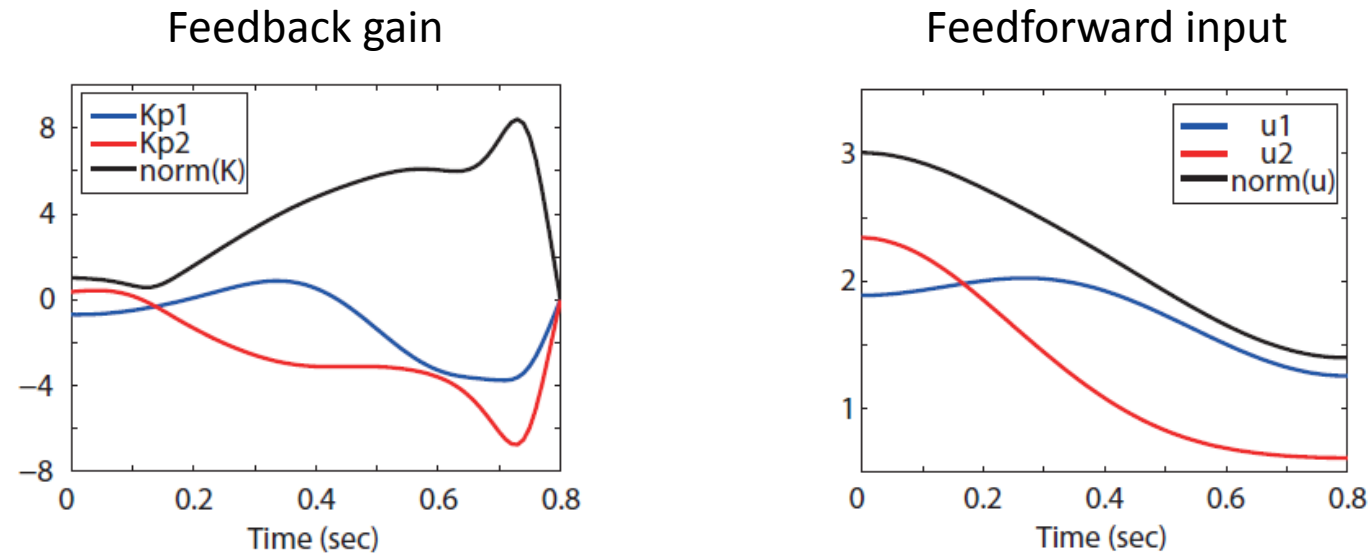 Feedback gain
Kp1
Kp2
norm(K)
8
4
0
−4
−8
0 0.2 0.4 0.6 0.8
Time (sec)
Feedforward input
u1
u2
norm(u)
3
2
1
0 0.2 0.4 0.6 0.8
Time (sec)